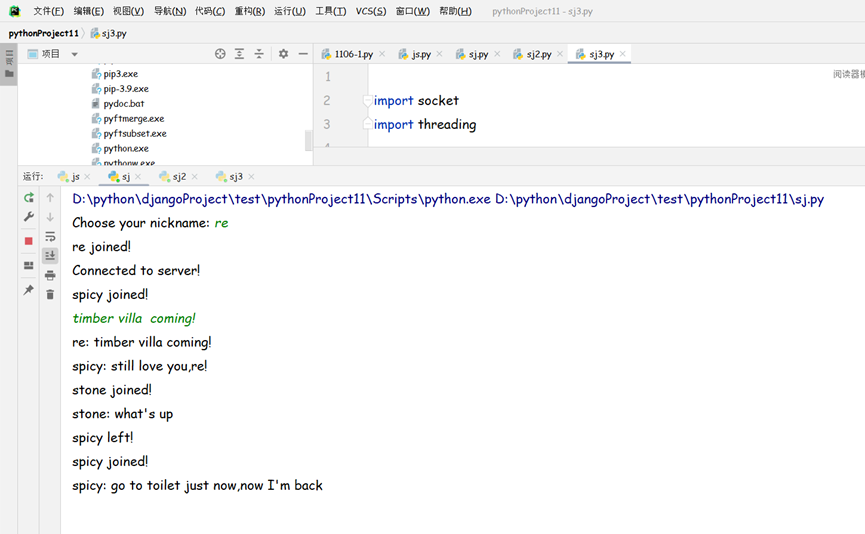 文件(F) 编辑(E) 视图(V) 导航(N) 代码(C) 重构(R) 运行(U) 工具(T) VCS(S) 窗口(W) 帮助(H) pythonProject11 - sj3.py
pythonProject11 sj3.py
项目
1106-1.py js.py sj.py sj2.py sj3.py
pip3.exe
pip-3.9.exe
pydoc.bat
pyftmerge.exe
pyftsubset.exe
python.exe
pythonw.exe
1
阅读器模
2 import socket
3 import threading
运行: js sj sj2 sj3
D:\python\djangoProject\test\pythonProject11\Scripts\python.exe D:\python\djangoProject\test\pythonProject11\sj.py
Choose your nickname: re
re joined!
Connected to server!
spicy joined!
timber villa  coming!
re: timber villa coming!
spicy: still love you,re!
stone joined!
stone: what's up
spicy left!
spicy joined!
spicy: go to toilet just now,now I'm back